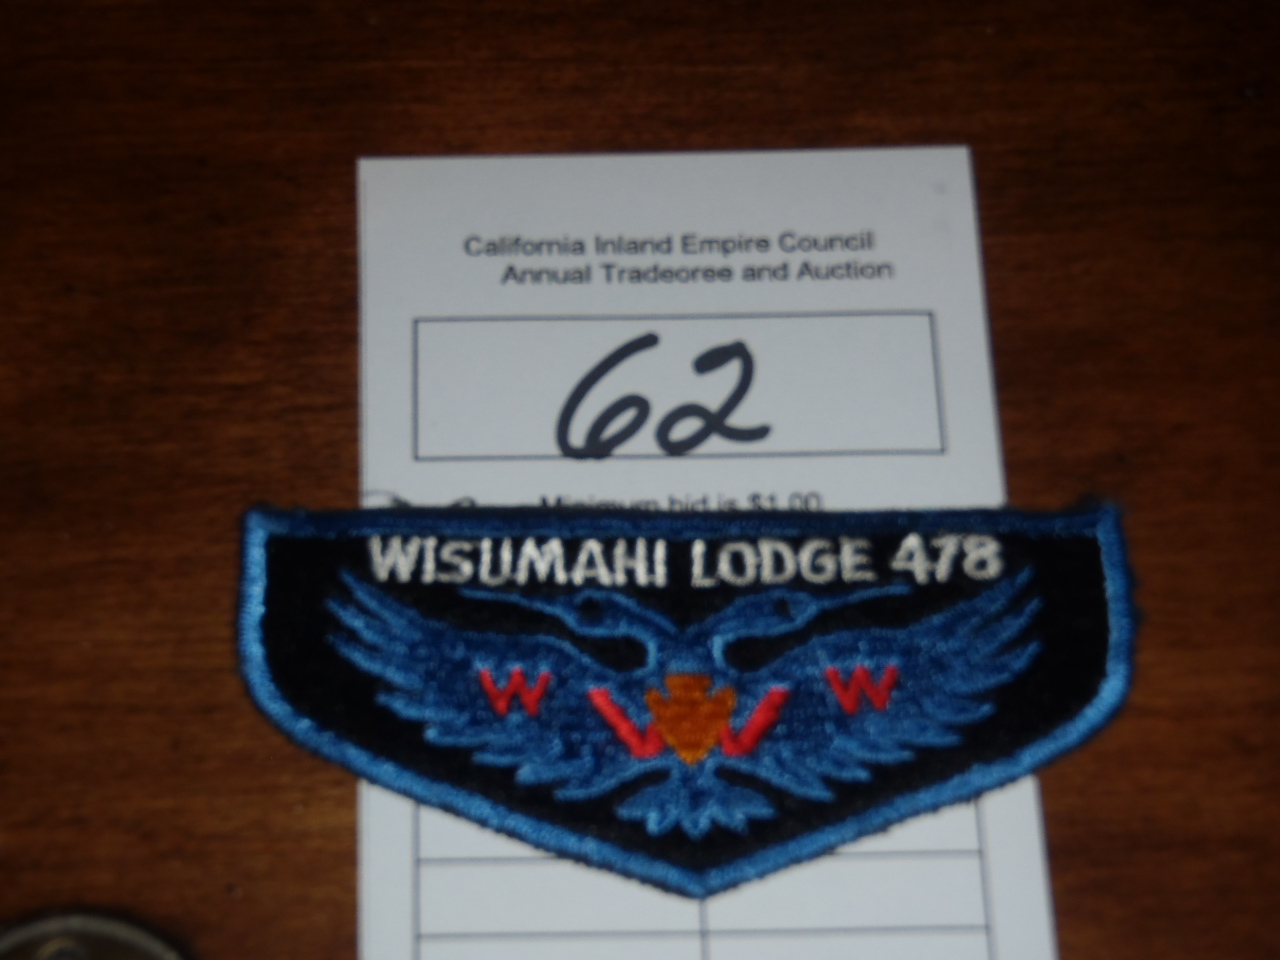 California Inland Empire Council
Annual Tradeoree and Auction
62
Minimum bid is $1.00
WISUMAHI LODGE 478
W W W